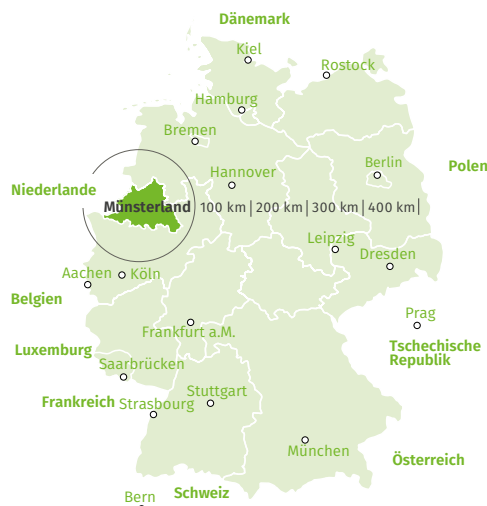 Dänemark
Kiel
Rostock
Hamburg
Bremen
Berlin
Polen
Hannover
Niederlande
Münsterland 100 km | 200 km | 300 km | 400 km |
Leipzig
Dresden
Aachen
Köln
Belgien
Prag
Frankfurt a.M.
Tschechische
Republik
Luxemburg
Saarbrücken
Stuttgart
Frankreich
Strasbourg
München
Österreich
Schweiz
Bern